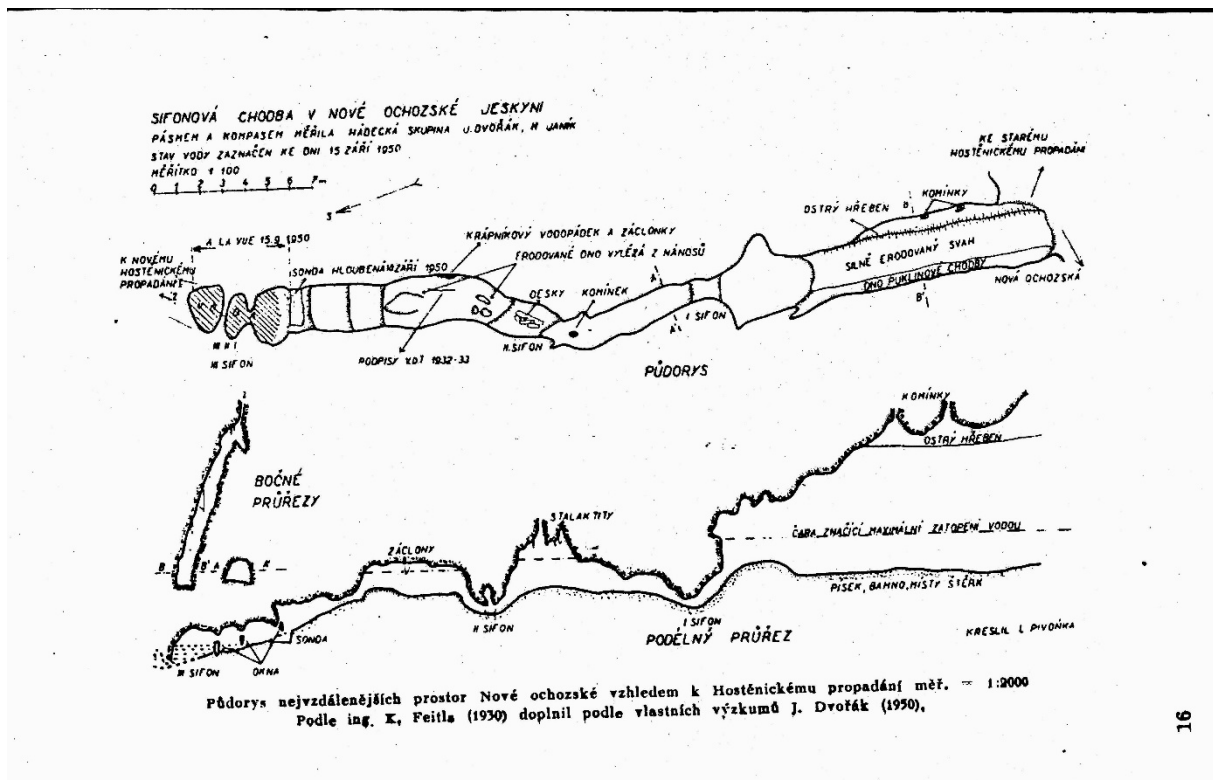 SIFONOVÁ CHODBA V NOVÉ OCHOZSKÉ JESKYNI
PÁSMEM A KOMPASEM MĚŘILA HÁDECKÁ SKUPINA J. DVOŘÁK, M JANÍK
STAV VODY ZAZNAČEN KE DNI 15 ZÁŘÍ 1950
MĚŘÍTKO 1 100
0 1 2 3 4 5 6 7 m
S
A LA VUE 15.9 1950
K NOVÉMU
HOSTĚNICKÉMU
PROPADÁNÍ
SONDA HLOUBENÁ ZÁŘÍ 1950
KRÁPNÍKOVÝ VODOPÁDEK A ZÁCLONKY
ERODOVANÉ DNO VYLÉZÁ Z NÁNOSŮ
DESKY
KOMÍNEK
A
A'
I SIFON
II. SIFON
III SIFON
PODPISY 1932-33
PŮDORYS
OSTRÝ HŘEBEN
B
KOMÍNKY
KE STARÉMU
HOSTĚNICKÉMU PROPADÁNÍ
SILNĚ ERODOVANÝ SVAH
DNO PUKLINOVÉ CHODBY
B'
NOVÁ OCHOZSKÁ
BOČNÉ
PRŮŘEZY
B B' A
ZÁCLONY
STALAKTITY
KOMÍNKY
OSTRÝ HŘEBEN
ČÁRA ZNAČÍCÍ MAXIMÁLNÍ ZATOPENÍ VODOU
PÍSEK, BAHNO, MÍSTY ŠTĚRK
SONDA
III SIFON
OKNA
II SIFON
I SIFON
PODÉLNÝ PRŮŘEZ
KRESLIL L PIVOŇKA
Půdorys nejvzdálenějších prostor Nové ochozské vzhledem k Hostěnickému propadání měř. = 1:2000
Podle ing. K. Feitla (1930) doplnil podle vlastních výzkumů J. Dvořák (1950).
16